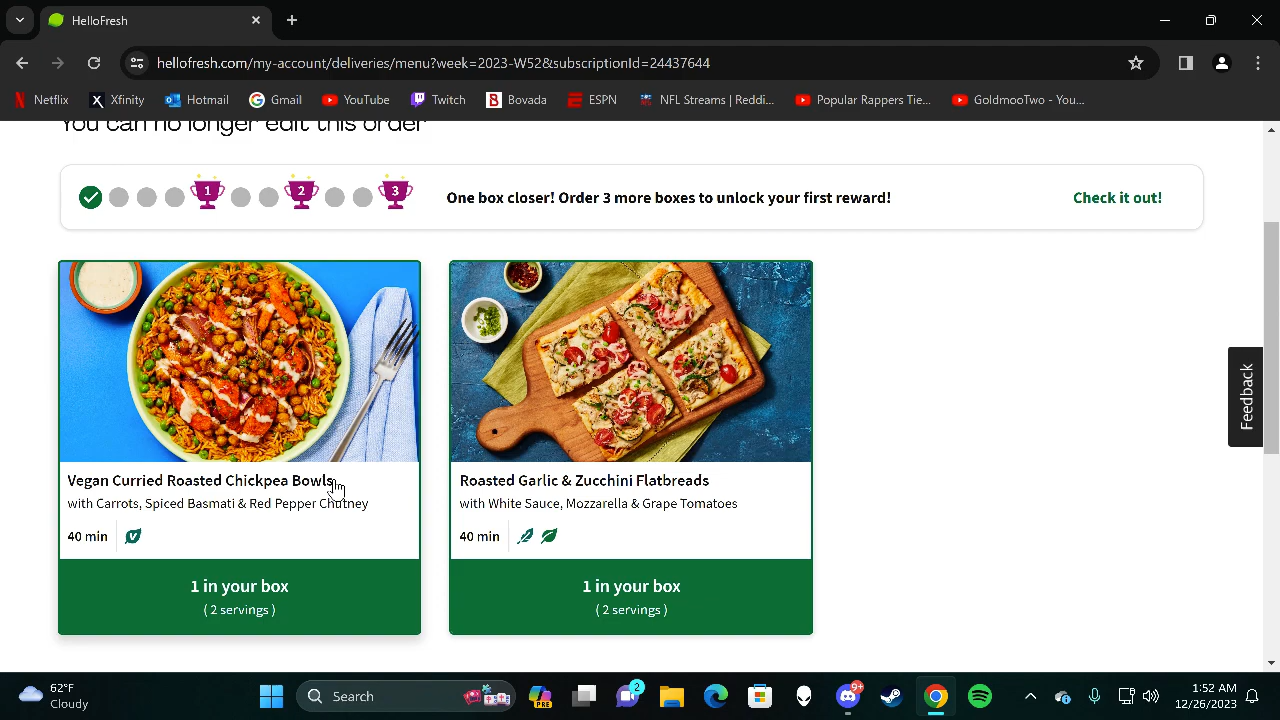 HelloFresh
hellofresh.com/my-account/deliveries/menu?week=2023-W52&subscriptionId=24437644
Netflix X Xfinity Hotmail Gmail YouTube Twitch B Bovada ESPN NFL Streams | Reddi... Popular Rappers Tie... GoldmooTwo - You...
You can no longer edit this order
1 2 3 One box closer! Order 3 more boxes to unlock your first reward! Check it out!
Feedback
Vegan Curried Roasted Chickpea Bowls
with Carrots, Spiced Basmati & Red Pepper Chutney
40 min V
1 in your box
( 2 servings )
Roasted Garlic & Zucchini Flatbreads
with White Sauce, Mozzarella & Grape Tomatoes
40 min
1 in your box
( 2 servings )
62°F
Cloudy
Search
PRE
2
9+
1:52 AM
12/26/2023